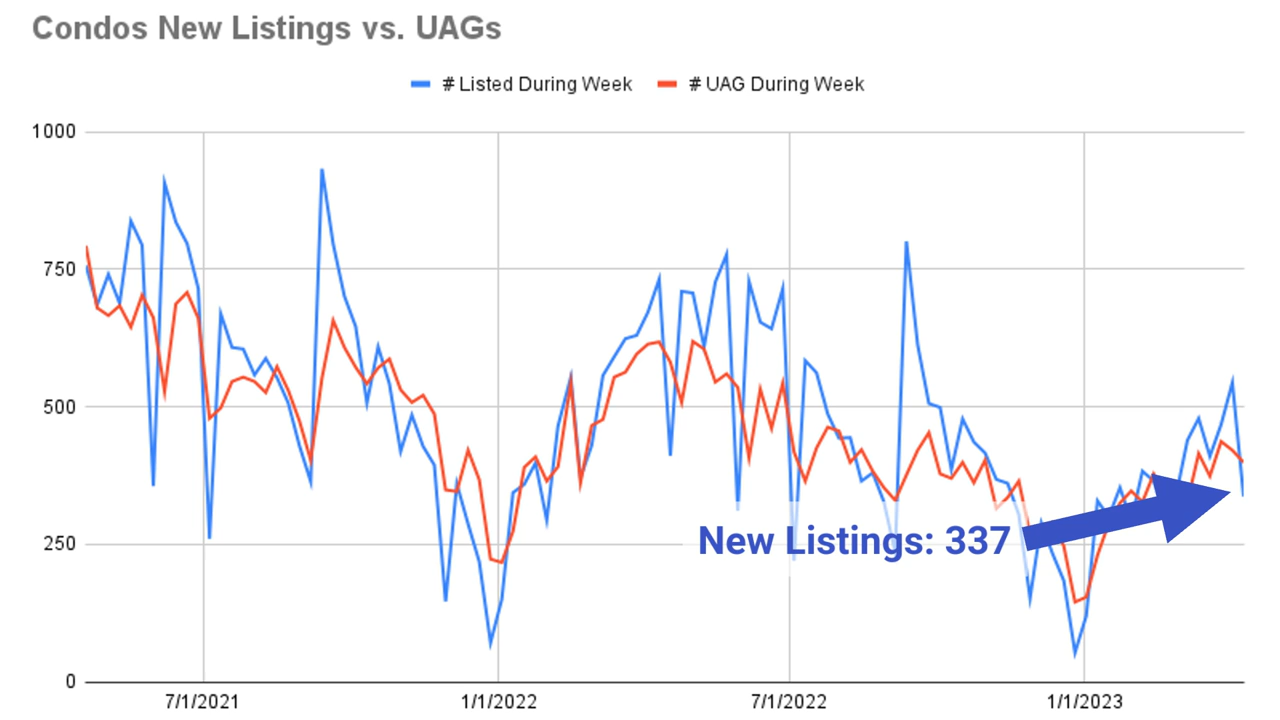 Condos New Listings vs. UAGs
# Listed During Week # UAG During Week
1000
750
500
250
0
New Listings: 337
7/1/2021 1/1/2022 7/1/2022 1/1/2023